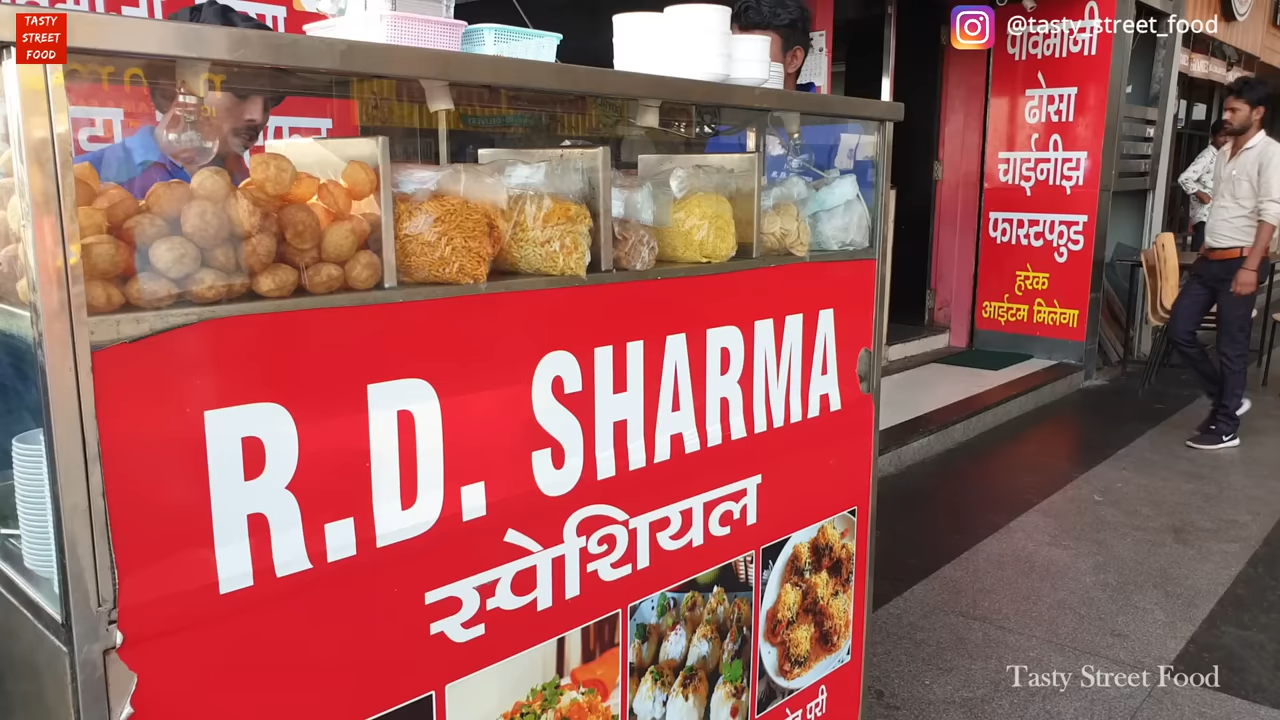 TASTY
STREET
FOOD
@tasty_street_food
पावभाजी
ढोसा
चाईनीझ
फास्टफुड
हरेक
आईटम मिलेगा
R.D. SHARMA
स्पेशियल
पुरी
Tasty Street Food